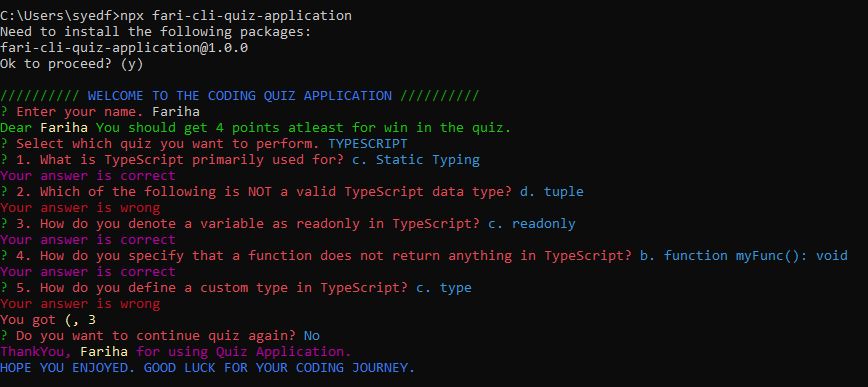 C:\Users\syedf>npx fari-cli-quiz-application
Need to install the following packages:
fari-cli-quiz-application@1.0.0
Ok to proceed? (y)
////////// WELCOME TO THE CODING QUIZ APPLICATION //////////
? Enter your name. Fariha
Dear Fariha You should get 4 points atleast for win in the quiz.
? Select which quiz you want to perform. TYPESCRIPT
? 1. What is TypeScript primarily used for? c. Static Typing
Your answer is correct
? 2. Which of the following is NOT a valid TypeScript data type? d. tuple
Your answer is wrong
? 3. How do you denote a variable as readonly in TypeScript? c. readonly
Your answer is correct
? 4. How do you specify that a function does not return anything in TypeScript? b. function myFunc(): void
Your answer is correct
? 5. How do you define a custom type in TypeScript? c. type
Your answer is wrong
You got (, 3
? Do you want to continue quiz again? No
ThankYou, Fariha for using Quiz Application.
HOPE YOU ENJOYED. GOOD LUCK FOR YOUR CODING JOURNEY.